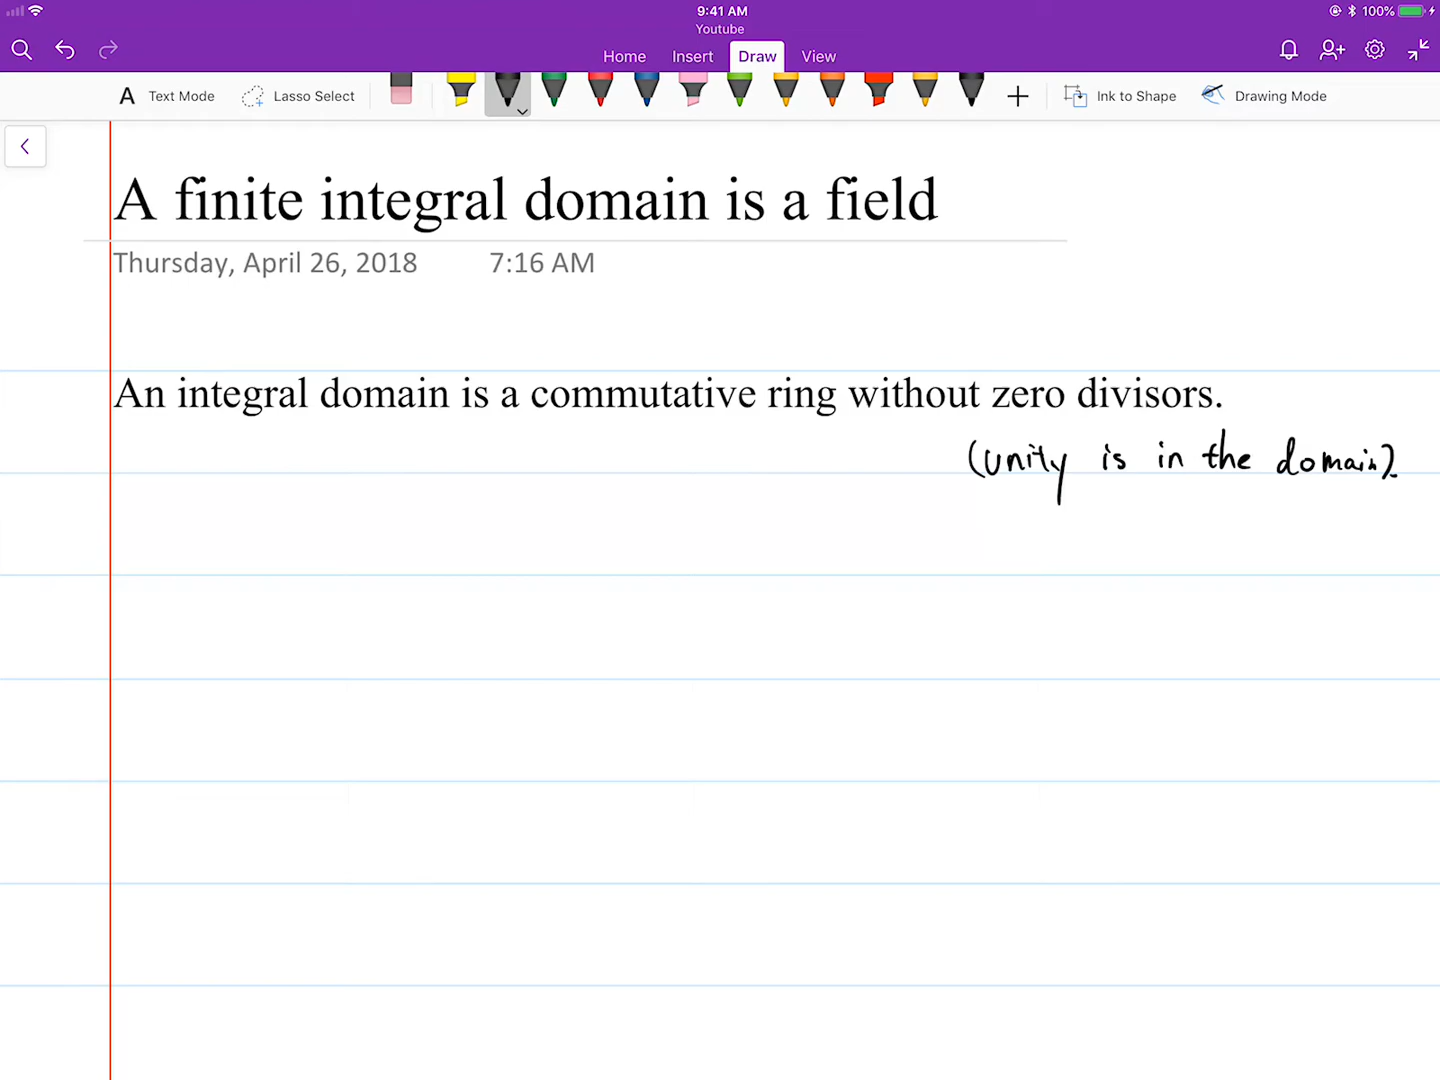 9:41 AM
100%
Youtube
Home Insert Draw View
A Text Mode Lasso Select Ink to Shape Drawing Mode
A finite integral domain is a field
Thursday, April 26, 2018 7:16 AM
An integral domain is a commutative ring without zero divisors.
(unity is in the domain)